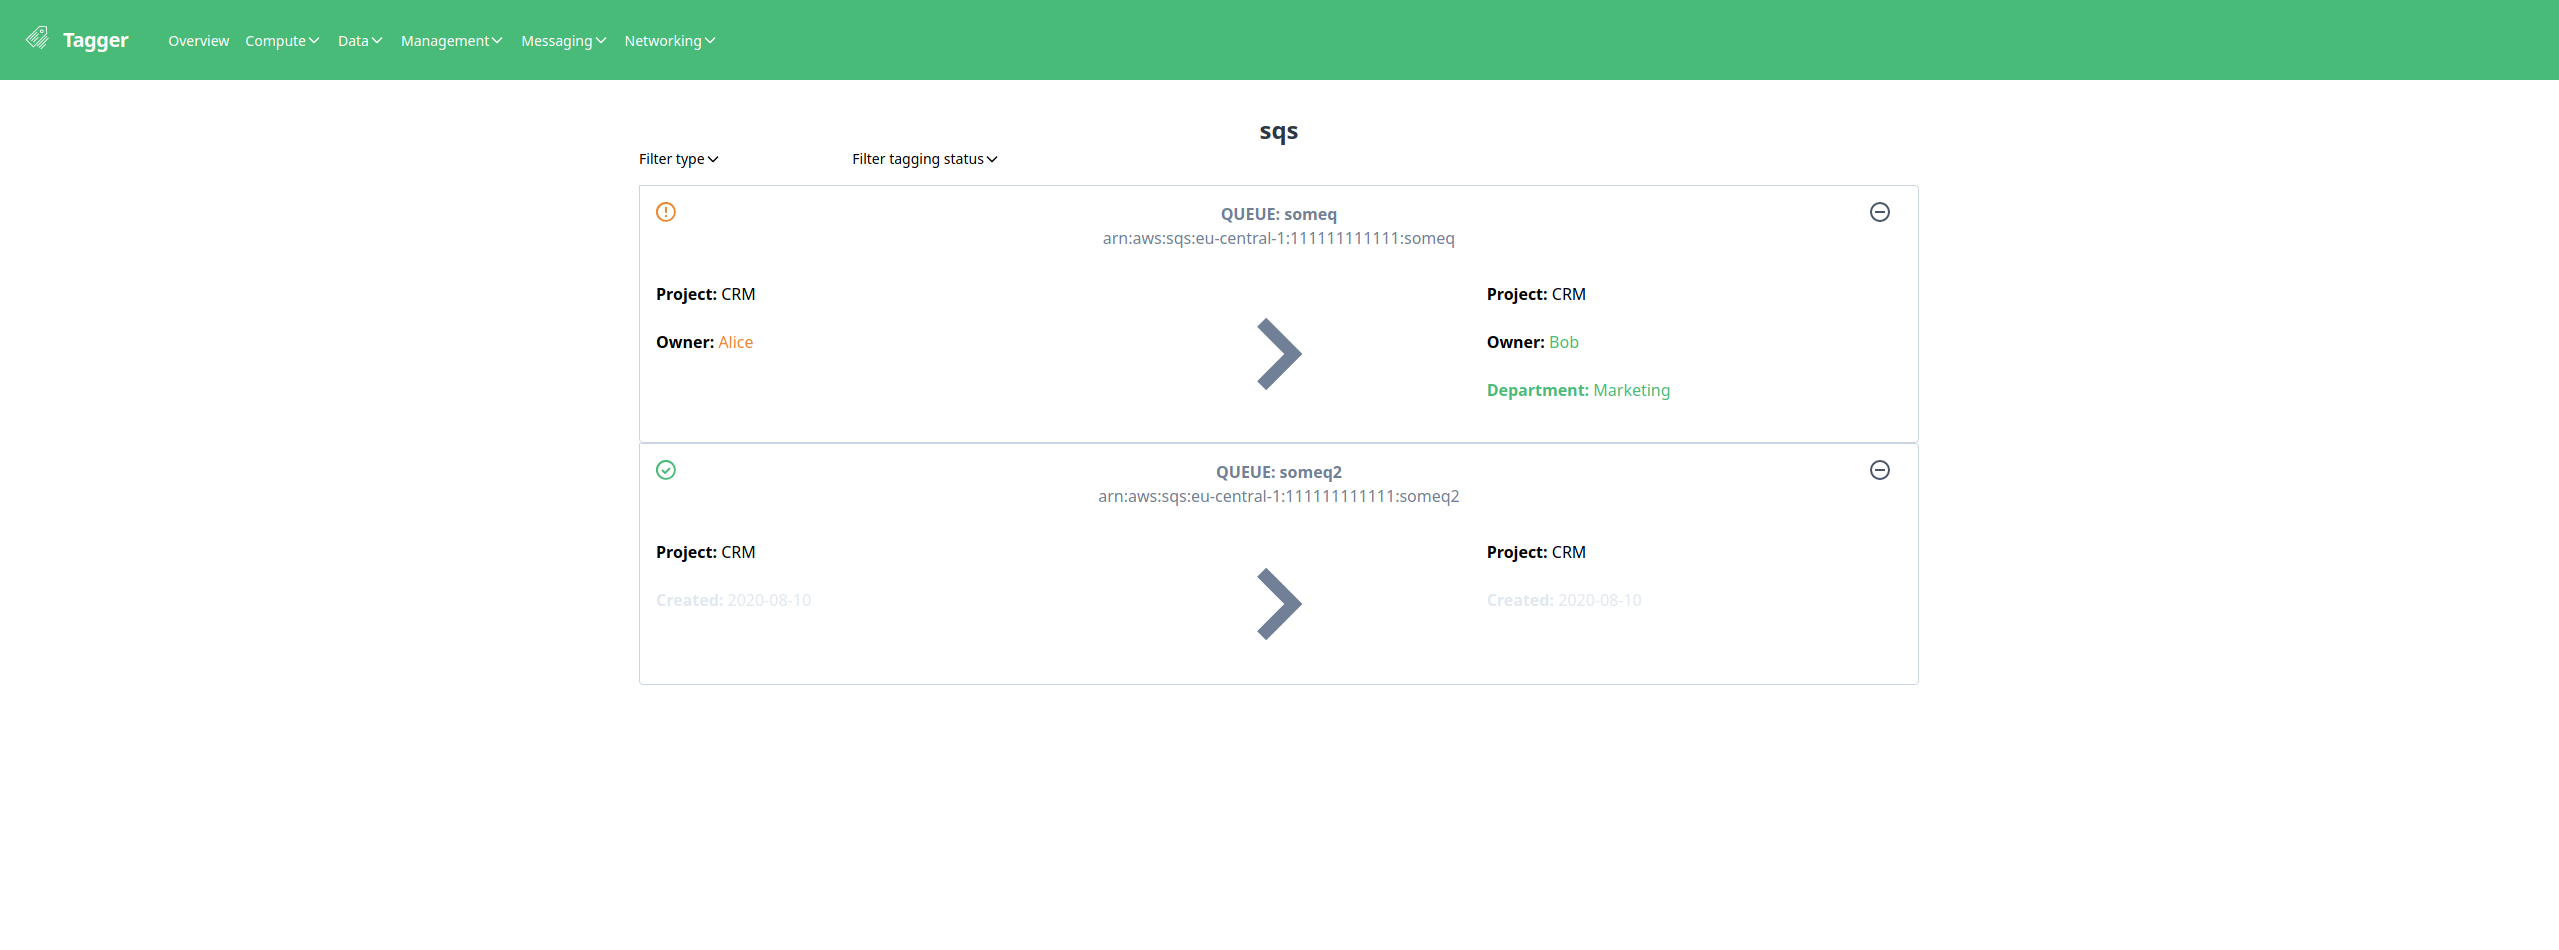 Tagger Overview Compute Data Management Messaging Networking
sqs
Filter type Filter tagging status
QUEUE: someq
arn:aws:sqs:eu-central-1:111111111111:someq
Project: CRM Project: CRM
Owner: Alice Owner: Bob
Department: Marketing
QUEUE: someq2
arn:aws:sqs:eu-central-1:111111111111:someq2
Project: CRM Project: CRM
Created: 2020-08-10 Created: 2020-08-10